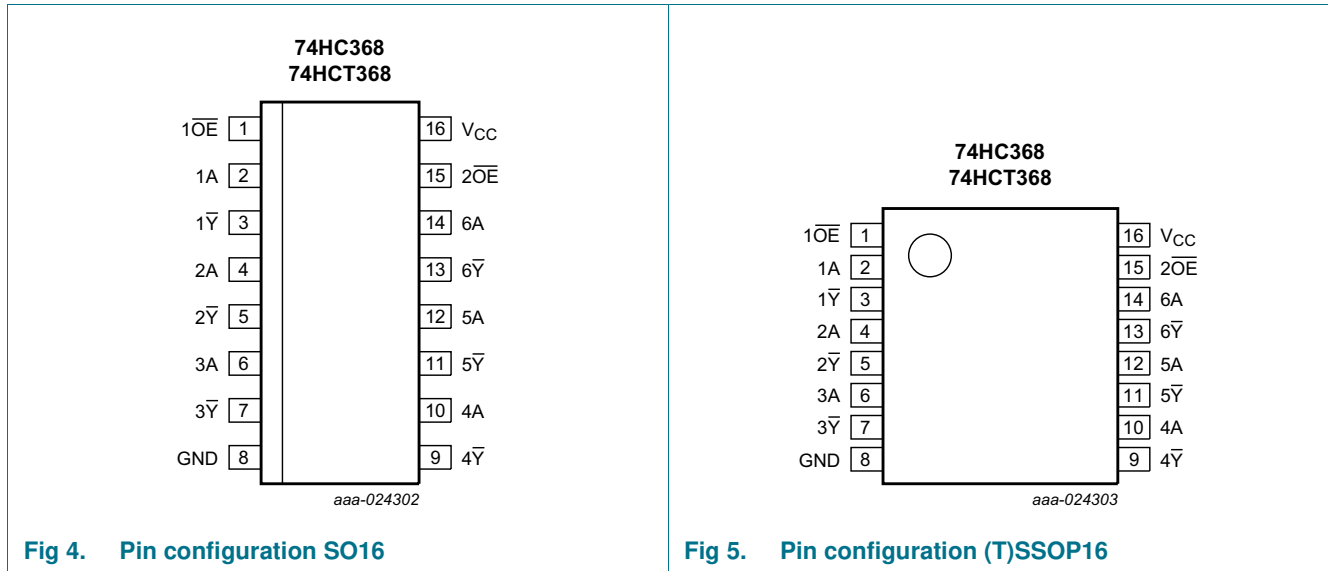 74HC368
74HCT368
1O̅E̅ 1
1A 2
1Y̅ 3
2A 4
2Y̅ 5
3A 6
3Y̅ 7
GND 8
16 VCC
15 2O̅E̅
14 6A
13 6Y̅
12 5A
11 5Y̅
10 4A
9 4Y̅
aaa-024302
Fig 4. Pin configuration SO16
74HC368
74HCT368
1O̅E̅ 1
1A 2
1Y̅ 3
2A 4
2Y̅ 5
3A 6
3Y̅ 7
GND 8
16 VCC
15 2O̅E̅
14 6A
13 6Y̅
12 5A
11 5Y̅
10 4A
9 4Y̅
aaa-024303
Fig 5. Pin configuration (T)SSOP16